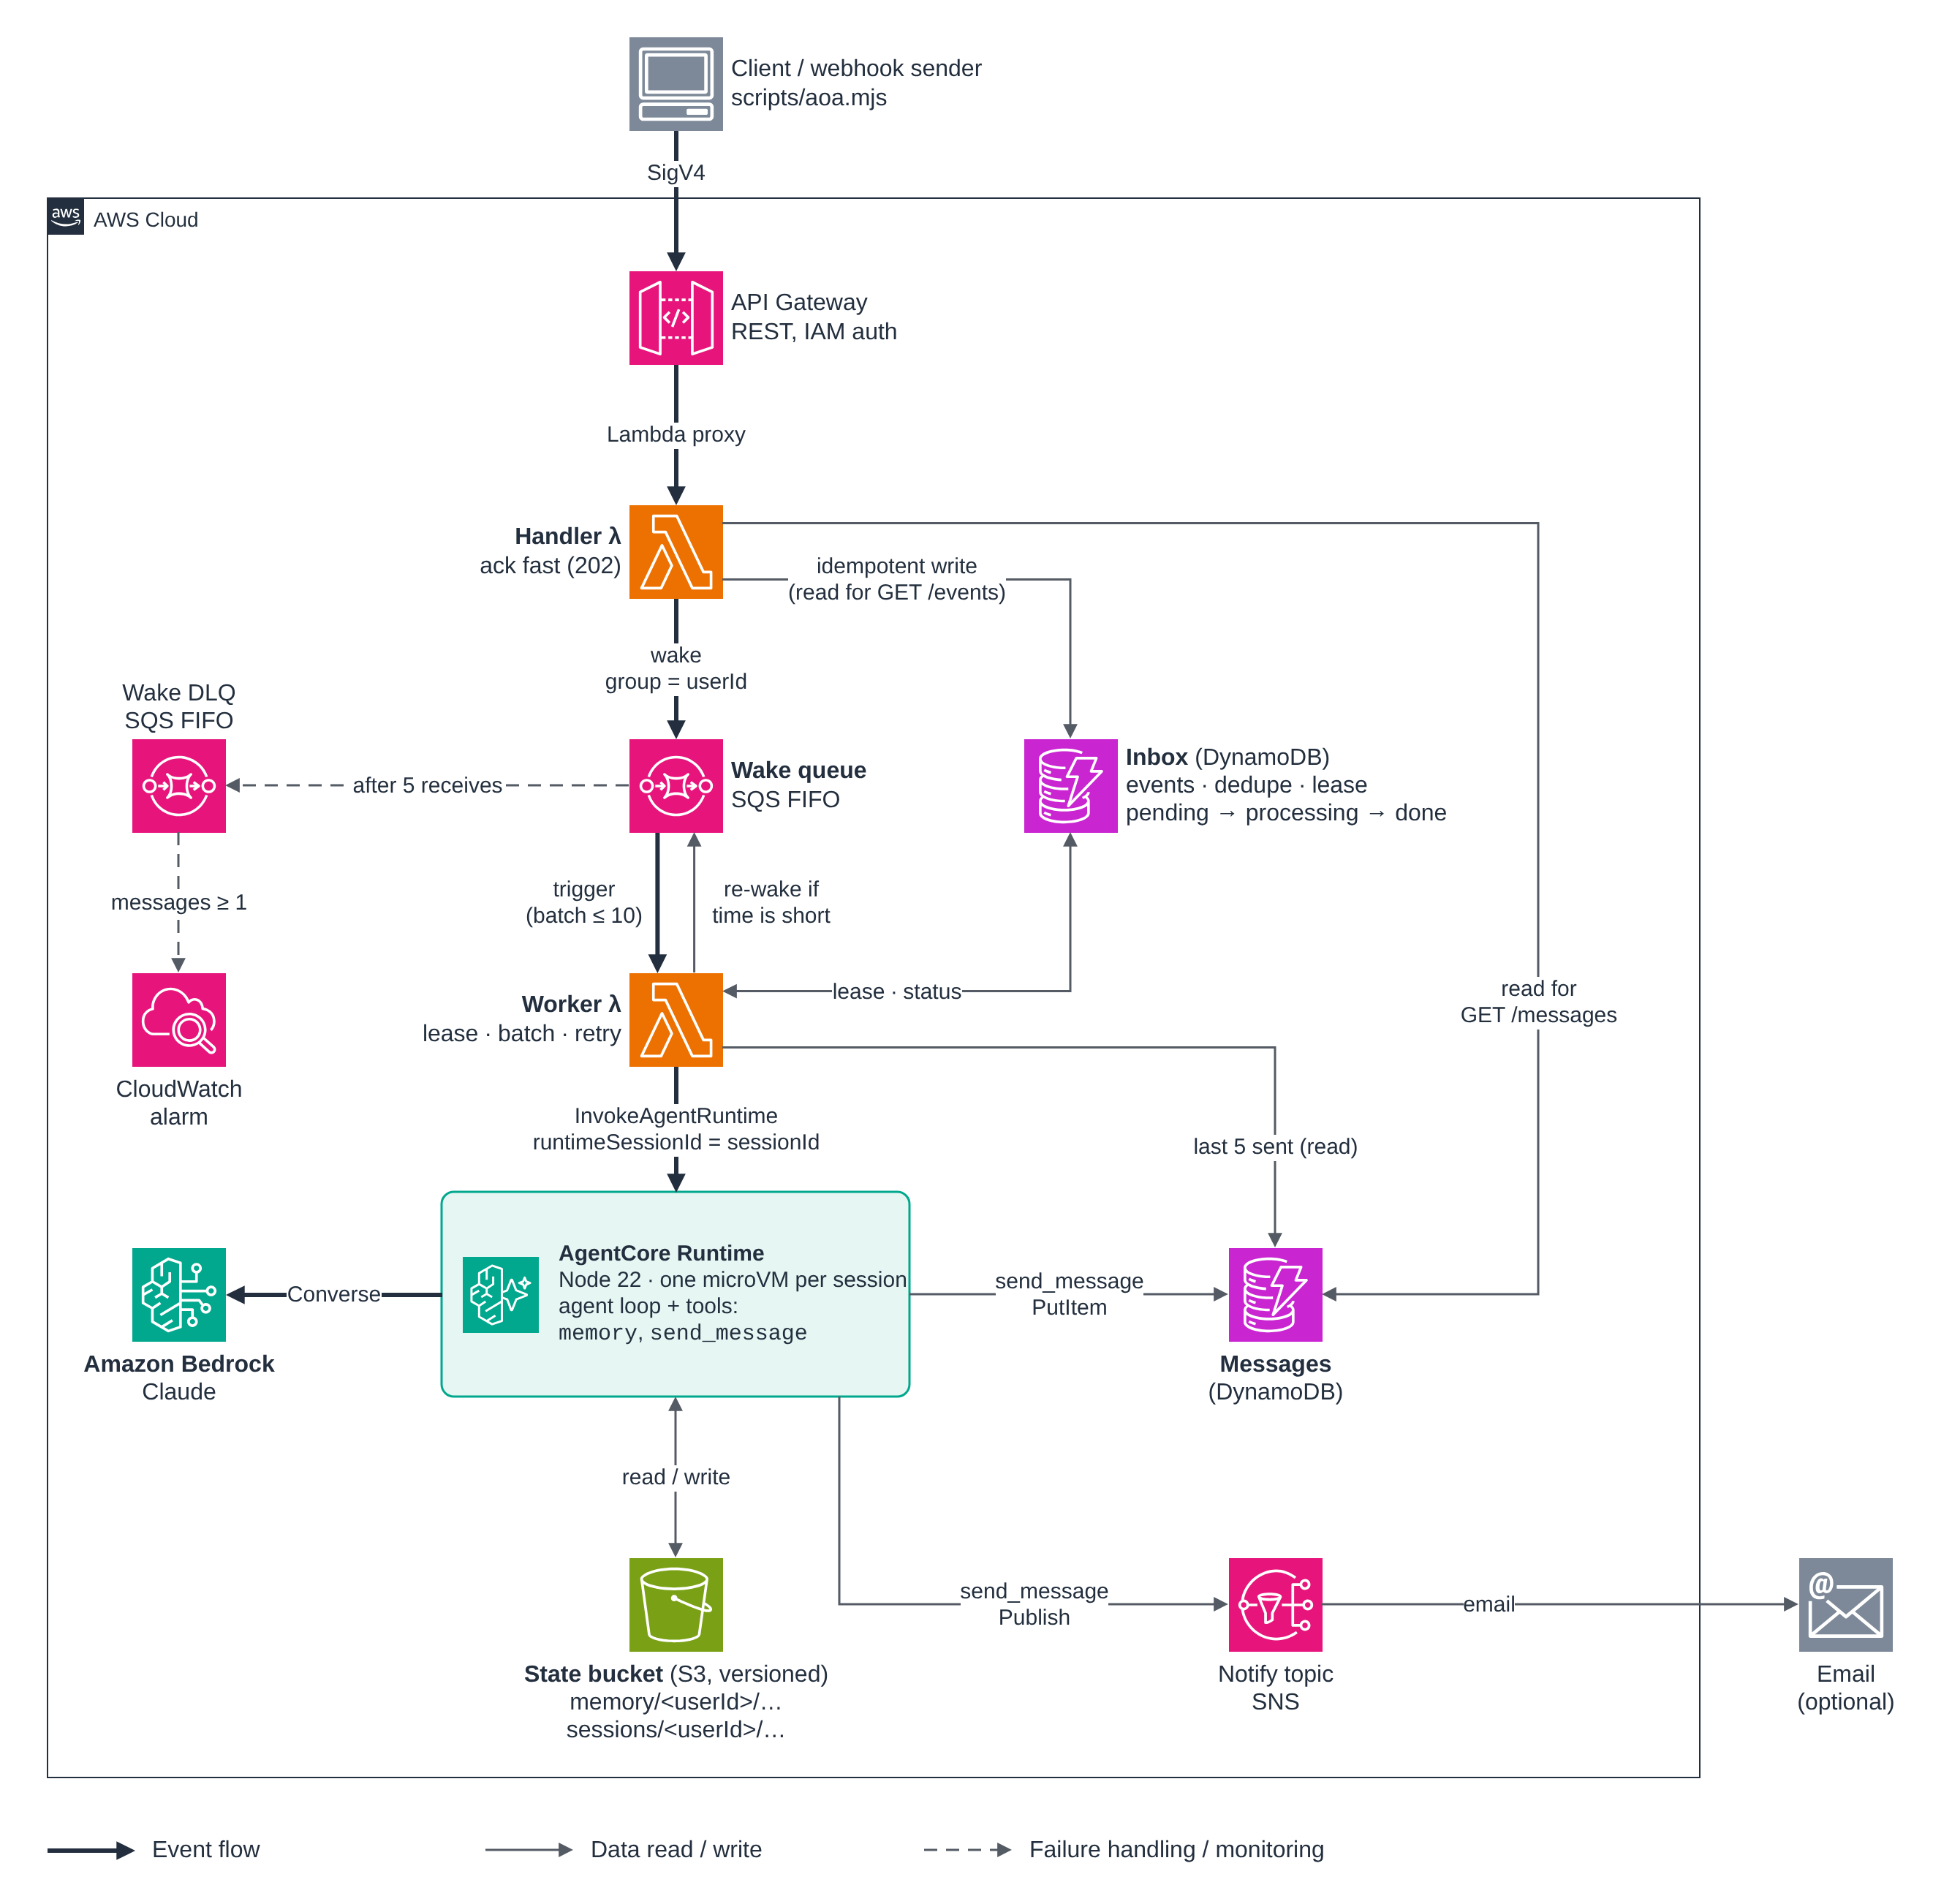 Client / webhook sender
scripts/aoa.mjs
SigV4
aws
AWS Cloud
API Gateway
REST, IAM auth
Lambda proxy
Handler λ
ack fast (202)
idempotent write
(read for GET /events)
wake
group = userId
Wake DLQ
SQS FIFO
after 5 receives
Wake queue
SQS FIFO
Inbox (DynamoDB)
events · dedupe · lease
pending → processing → done
messages ≥ 1
trigger
(batch ≤ 10)
re-wake if
time is short
CloudWatch
alarm
Worker λ
lease · batch · retry
lease · status
read for
GET /messages
InvokeAgentRuntime
runtimeSessionId = sessionId
last 5 sent (read)
Amazon Bedrock
Claude
Converse
AgentCore Runtime
Node 22 · one microVM per session
agent loop + tools:
memory, send_message
send_message
PutItem
Messages
(DynamoDB)
read / write
State bucket (S3, versioned)
memory/<userId>/…
sessions/<userId>/…
send_message
Publish
Notify topic
SNS
email
@
Email
(optional)
Event flow
Data read / write
Failure handling / monitoring